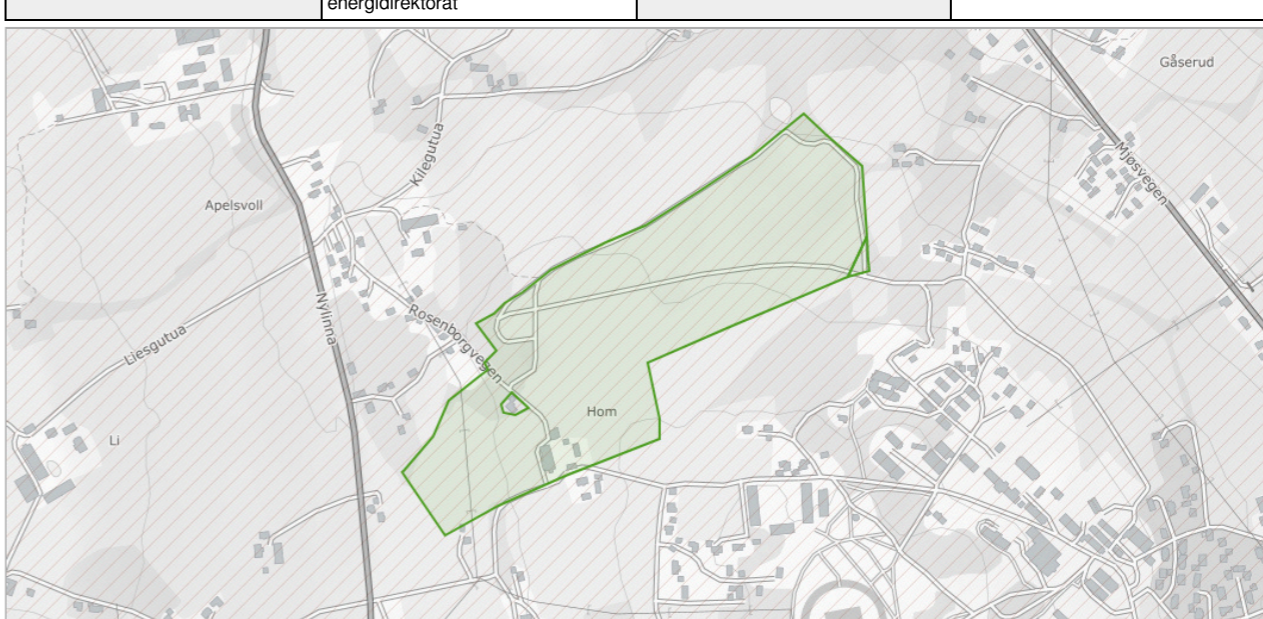 energidirektorat
Gåserud
Mjøsvegen
Kilegutua
Apelsvoll
Nylinna
Rosenborgvegen
Liesgutua
Hom
Li